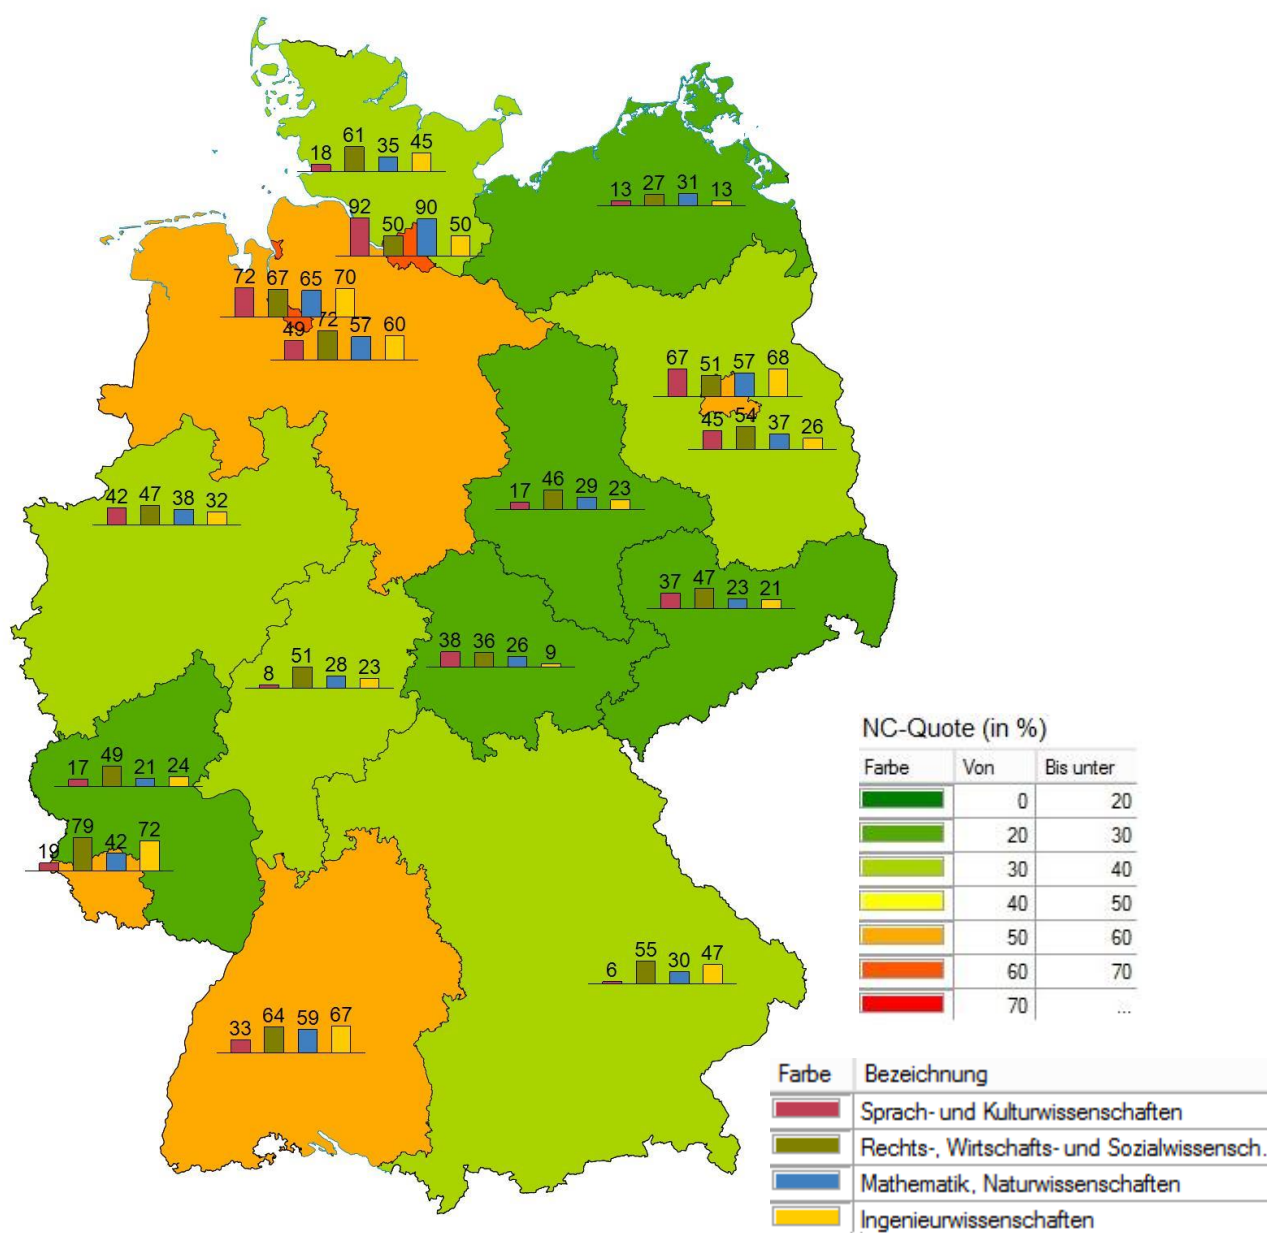 18 61 35 45
13 27 31 13
92 50 90 50
72 67 65 70
49 72 57 60
67 51 57 68
45 54 37 26
42 47 38 32
17 46 29 23
37 47 23 21
38 36 26 9
8 51 28 23
17 49 21 24
19 79 42 72
6 55 30 47
33 64 59 67
NC-Quote (in %)
Farbe Von Bis unter
0 20
20 30
30 40
40 50
50 60
60 70
70 ...
Farbe Bezeichnung
Sprach- und Kulturwissenschaften
Rechts-, Wirtschafts- und Sozialwissensch.
Mathematik, Naturwissenschaften
Ingenieurwissenschaften